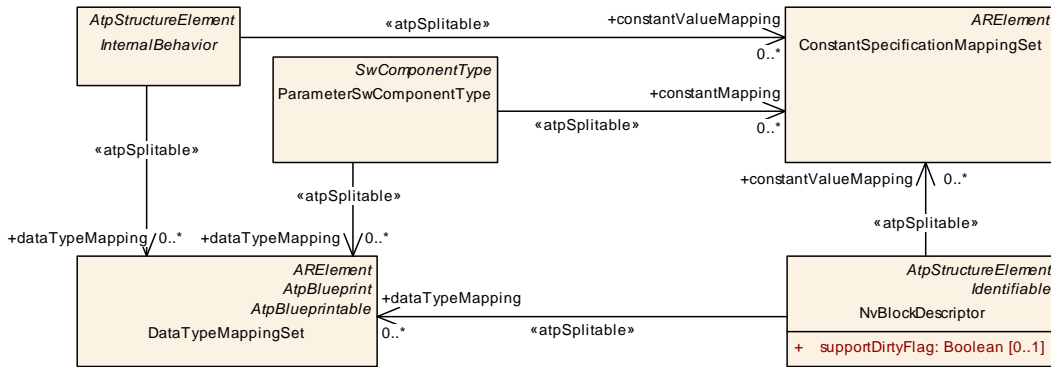 AtpStructureElement
InternalBehavior
«atpSplitable»
+constantValueMapping
0..*
ARElement
ConstantSpecificationMappingSet
SwComponentType
ParameterSwComponentType
+constantMapping
«atpSplitable»
0..*
«atpSplitable»
«atpSplitable»
+constantValueMapping
0..*
«atpSplitable»
+dataTypeMapping
0..*
+dataTypeMapping
0..*
ARElement
AtpBlueprint
AtpBlueprintable
DataTypeMappingSet
+dataTypeMapping
0..*
«atpSplitable»
AtpStructureElement
Identifiable
NvBlockDescriptor
+ supportDirtyFlag: Boolean [0..1]